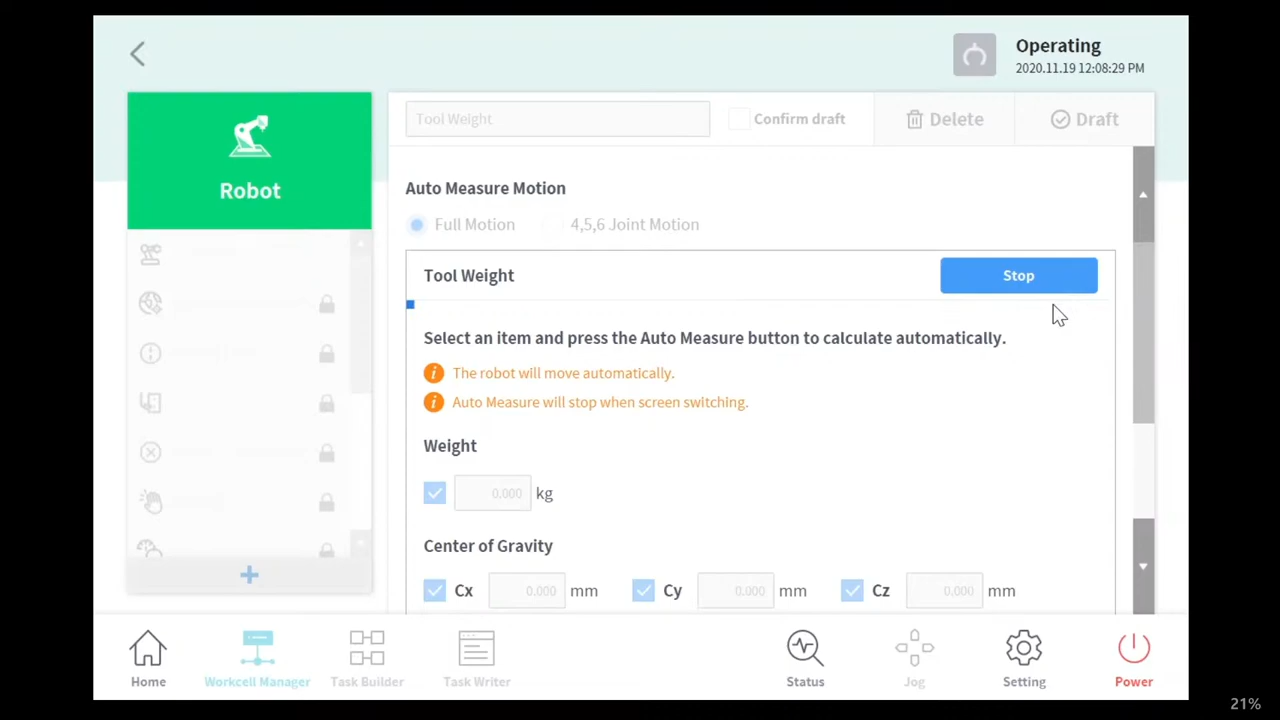 Operating
2020.11.19 12:08:29 PM
Robot
Tool Weight
Confirm draft
Delete
Draft
Auto Measure Motion
Full Motion
4,5,6 Joint Motion
Tool Weight
Stop
Select an item and press the Auto Measure button to calculate automatically.
The robot will move automatically.
Auto Measure will stop when screen switching.
Weight
0.000 kg
Center of Gravity
Cx 0.000 mm Cy 0.000 mm Cz 0.000 mm
Home
Workcell Manager
Task Builder
Task Writer
Status
Jog
Setting
Power
21%